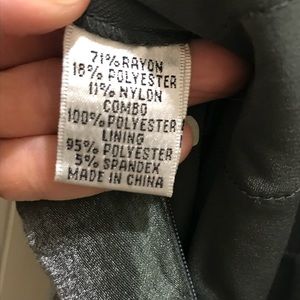 71% RAYON
18% POLYESTER
11% NYLON
COMBO
100% POLYESTER
LINING
95% POLYESTER
5% SPANDEX
MADE IN CHINA